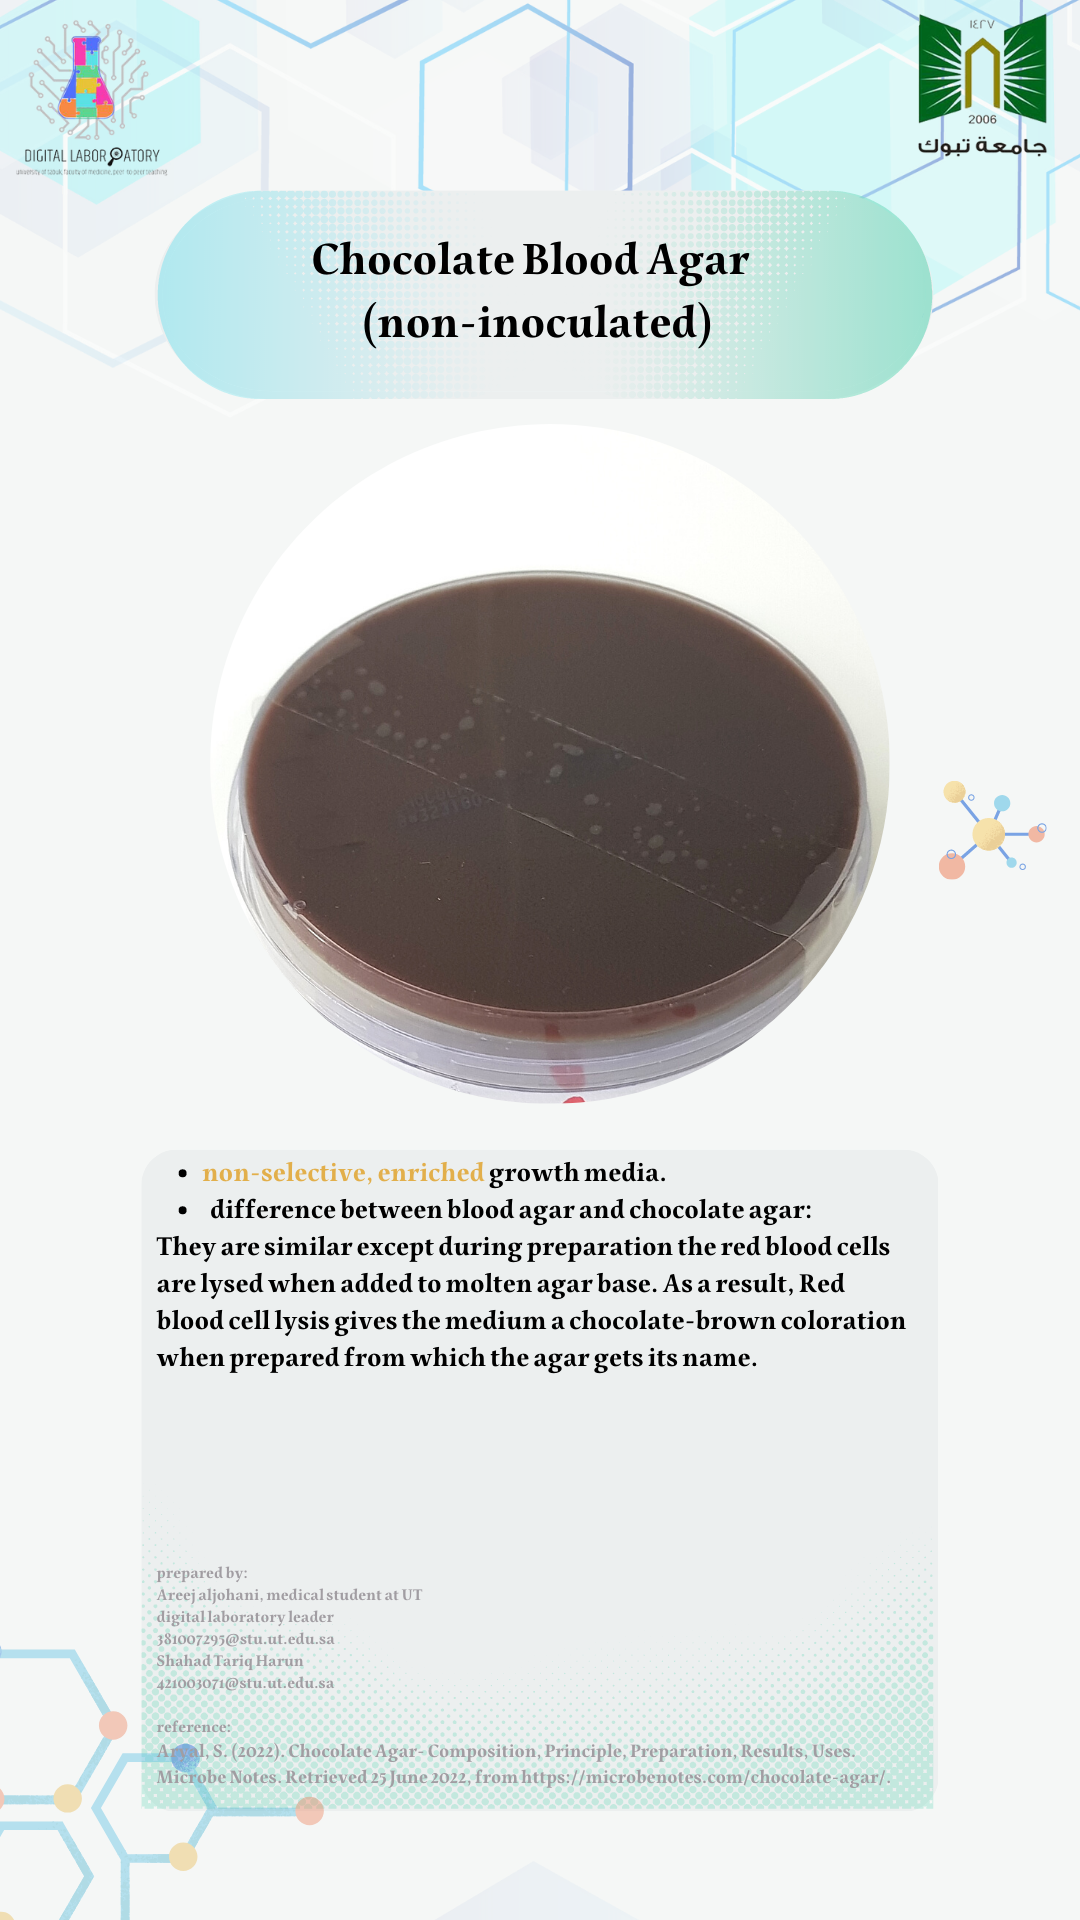 DIGITAL LABORATORY
university of tabuk, faculty of medicine, peer-to-peer teaching
١٤٢٧
2006
جامعة تبوك
Chocolate Blood Agar
(non-inoculated)
• non-selective, enriched growth media.
• difference between blood agar and chocolate agar:
They are similar except during preparation the red blood cells
are lysed when added to molten agar base. As a result, Red
blood cell lysis gives the medium a chocolate-brown coloration
when prepared from which the agar gets its name.
prepared by:
Areej aljohani, medical student at UT
digital laboratory leader
381007295@stu.ut.edu.sa
Shahad Tariq Harun
421003071@stu.ut.edu.sa
reference:
Aryal, S. (2022). Chocolate Agar- Composition, Principle, Preparation, Results, Uses.
Microbe Notes. Retrieved 25 June 2022, from https://microbenotes.com/chocolate-agar/.